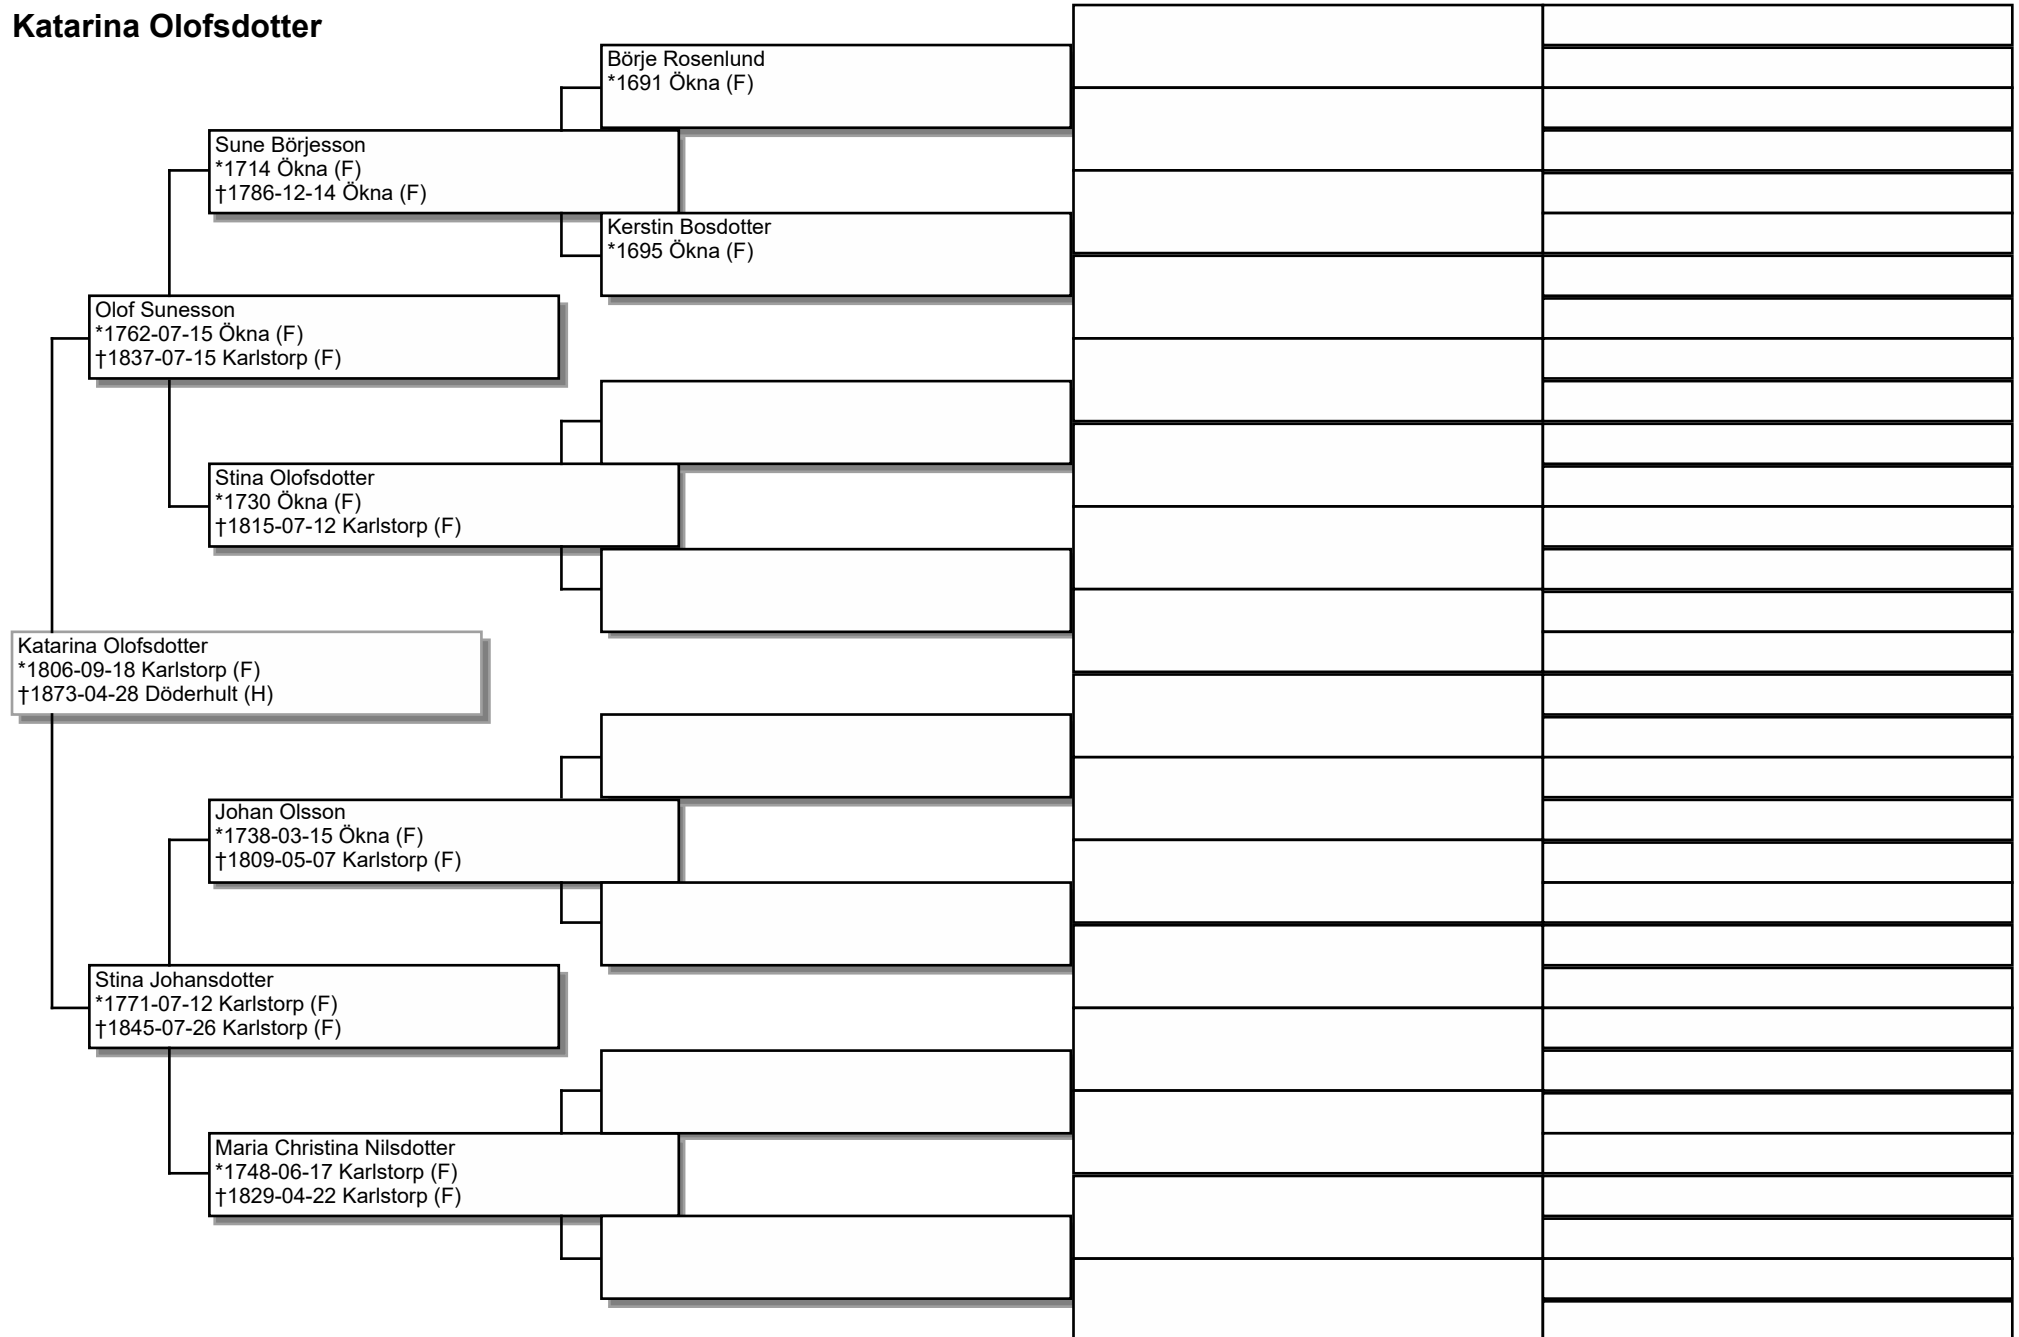 Katarina Olofsdotter
Börje Rosenlund
*1691 Ökna (F)
Sune Börjesson
*1714 Ökna (F)
†1786-12-14 Ökna (F)
Kerstin Bosdotter
*1695 Ökna (F)
Olof Sunesson
*1762-07-15 Ökna (F)
†1837-07-15 Karlstorp (F)
Stina Olofsdotter
*1730 Ökna (F)
†1815-07-12 Karlstorp (F)
Katarina Olofsdotter
*1806-09-18 Karlstorp (F)
†1873-04-28 Döderhult (H)
Johan Olsson
*1738-03-15 Ökna (F)
†1809-05-07 Karlstorp (F)
Stina Johansdotter
*1771-07-12 Karlstorp (F)
†1845-07-26 Karlstorp (F)
Maria Christina Nilsdotter
*1748-06-17 Karlstorp (F)
†1829-04-22 Karlstorp (F)